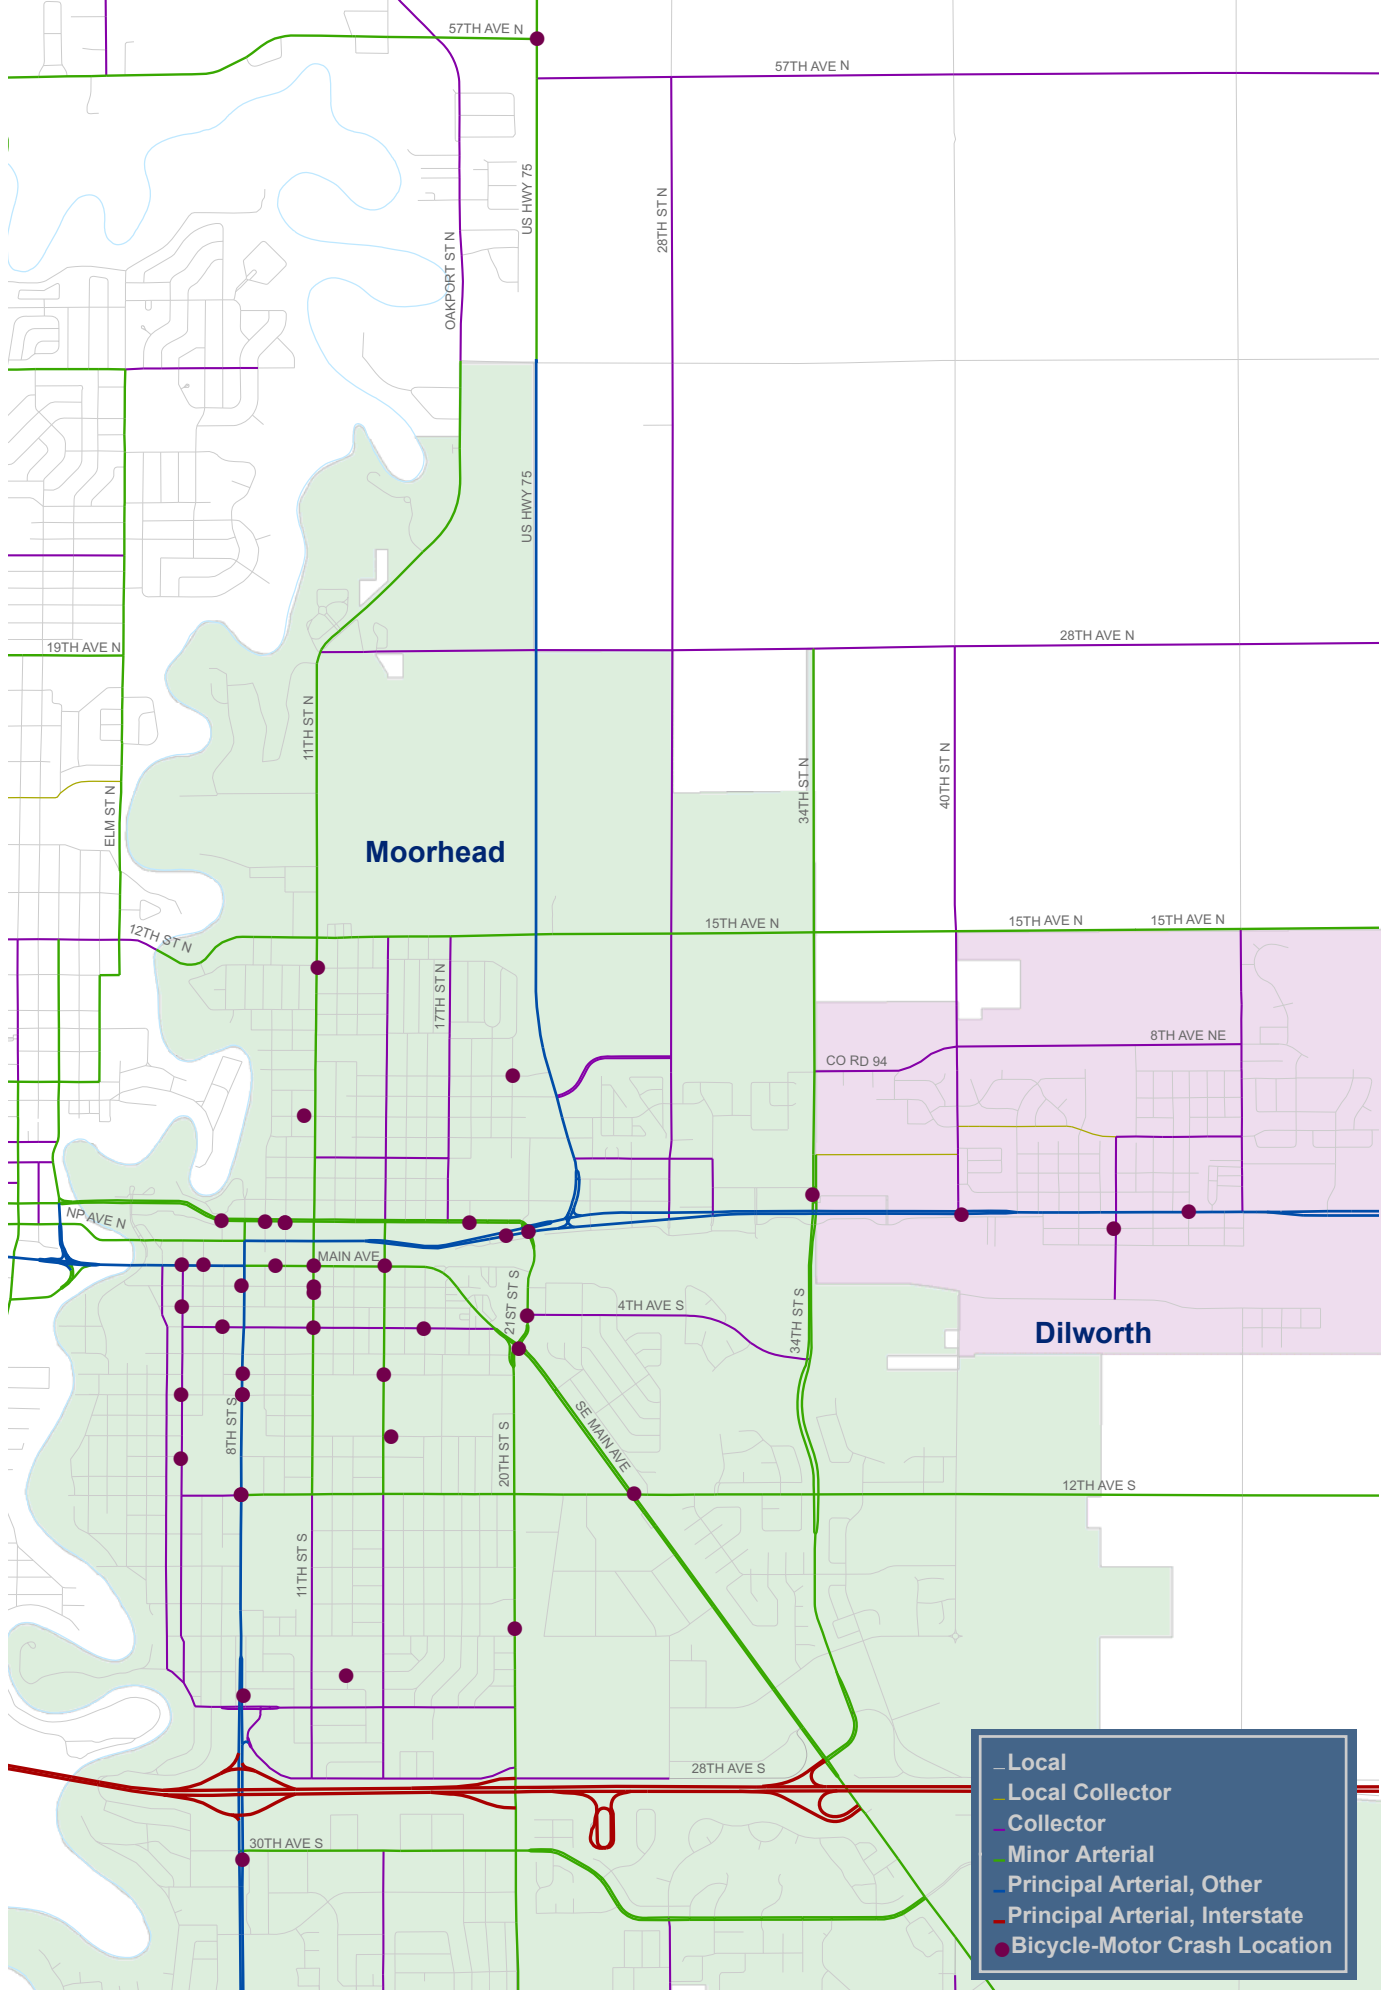 57TH AVE N
57TH AVE N
US HWY 75
28TH ST N
OAKPORT ST N
US HWY 75
28TH AVE N
19TH AVE N
11TH ST N
34TH ST N
40TH ST N
ELM ST N
Moorhead
15TH AVE N
15TH AVE N
15TH AVE N
12TH ST N
17TH ST N
8TH AVE NE
CO RD 94
NP AVE N
MAIN AVE
21ST ST S
4TH AVE S
34TH ST S
Dilworth
8TH ST S
SE MAIN AVE
20TH ST S
12TH AVE S
11TH ST S
28TH AVE S
30TH AVE S
Local
Local Collector
Collector
Minor Arterial
Principal Arterial, Other
Principal Arterial, Interstate
Bicycle-Motor Crash Location